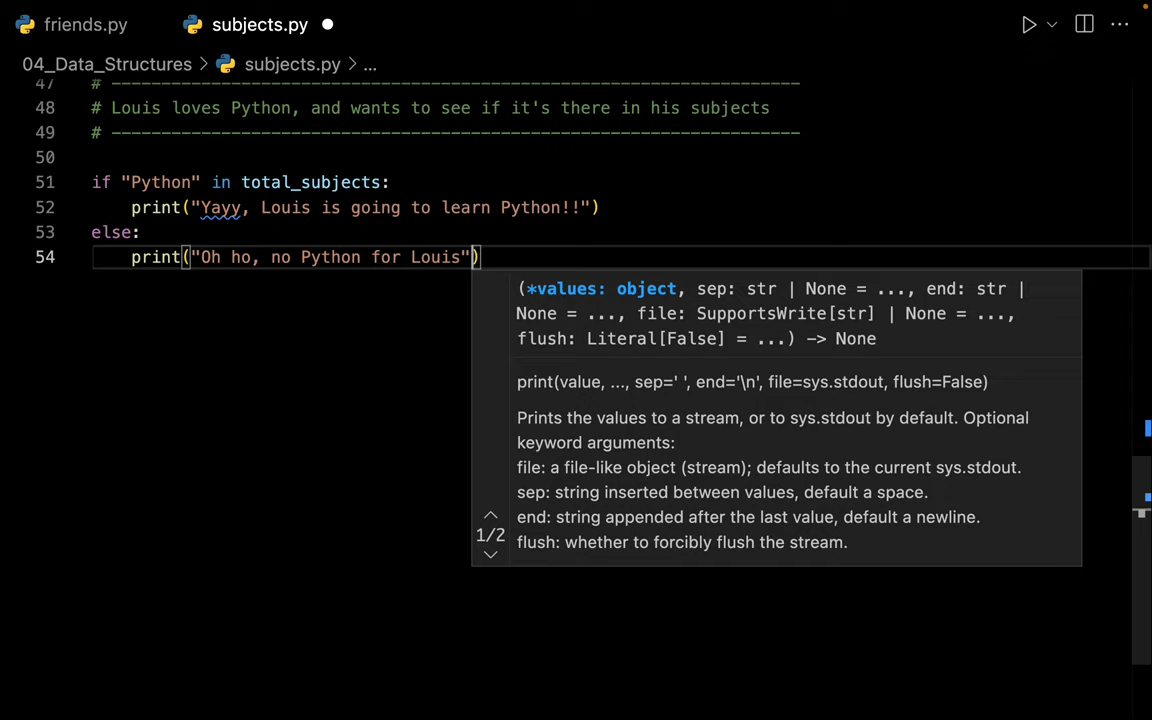 friends.py subjects.py
04_Data_Structures > subjects.py > ...
47 # --------------------------------------------------------------------
48 # Louis loves Python, and wants to see if it's there in his subjects
49 # --------------------------------------------------------------------
50
51 if "Python" in total_subjects:
52 print("Yayy, Louis is going to learn Python!!")
53 else:
54 print("Oh ho, no Python for Louis")
(*values: object, sep: str | None = ..., end: str |
None = ..., file: SupportsWrite[str] | None = ...,
flush: Literal[False] = ...) -> None
print(value, ..., sep=' ', end='\n', file=sys.stdout, flush=False)
Prints the values to a stream, or to sys.stdout by default. Optional
keyword arguments:
file: a file-like object (stream); defaults to the current sys.stdout.
sep: string inserted between values, default a space.
end: string appended after the last value, default a newline.
1/2
flush: whether to forcibly flush the stream.